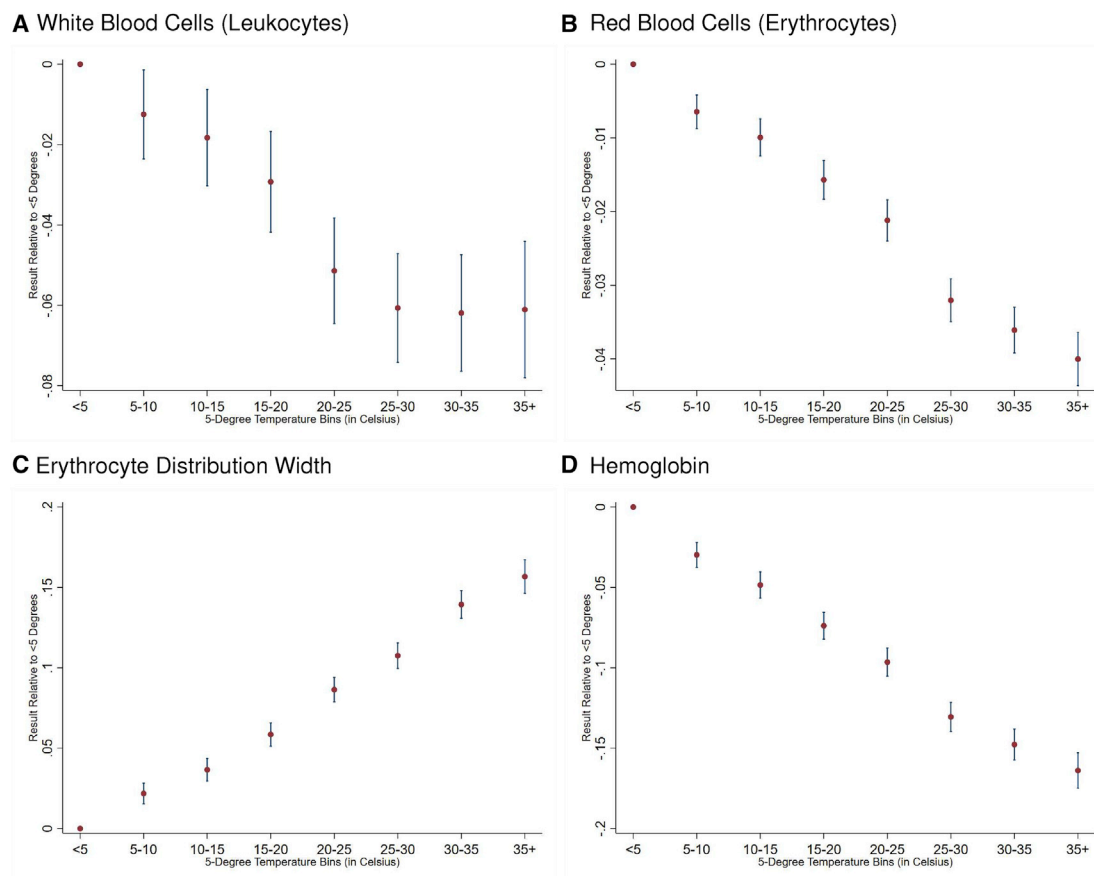 A White Blood Cells (Leukocytes)
Result Relative to <5 Degrees
0
-.02
-.04
-.06
-.08
<5 5-10 10-15 15-20 20-25 25-30 30-35 35+
5-Degree Temperature Bins (in Celsius)
B Red Blood Cells (Erythrocytes)
Result Relative to <5 Degrees
0
-.01
-.02
-.03
-.04
<5 5-10 10-15 15-20 20-25 25-30 30-35 35+
5-Degree Temperature Bins (in Celsius)
C Erythrocyte Distribution Width
Result Relative to <5 Degrees
.2
.15
.1
.05
0
<5 5-10 10-15 15-20 20-25 25-30 30-35 35+
5-Degree Temperature Bins (in Celsius)
D Hemoglobin
Result Relative to <5 Degrees
0
-.05
-.1
-.15
-.2
<5 5-10 10-15 15-20 20-25 25-30 30-35 35+
5-Degree Temperature Bins (in Celsius)